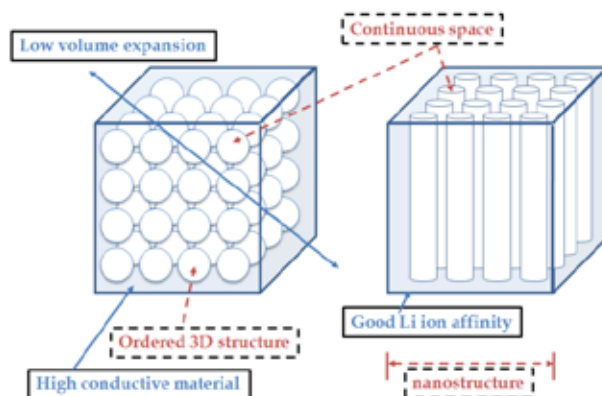 Low volume expansion
Continuous space
Good Li ion affinity
Ordered 3D structure
High conductive material
nanostructure